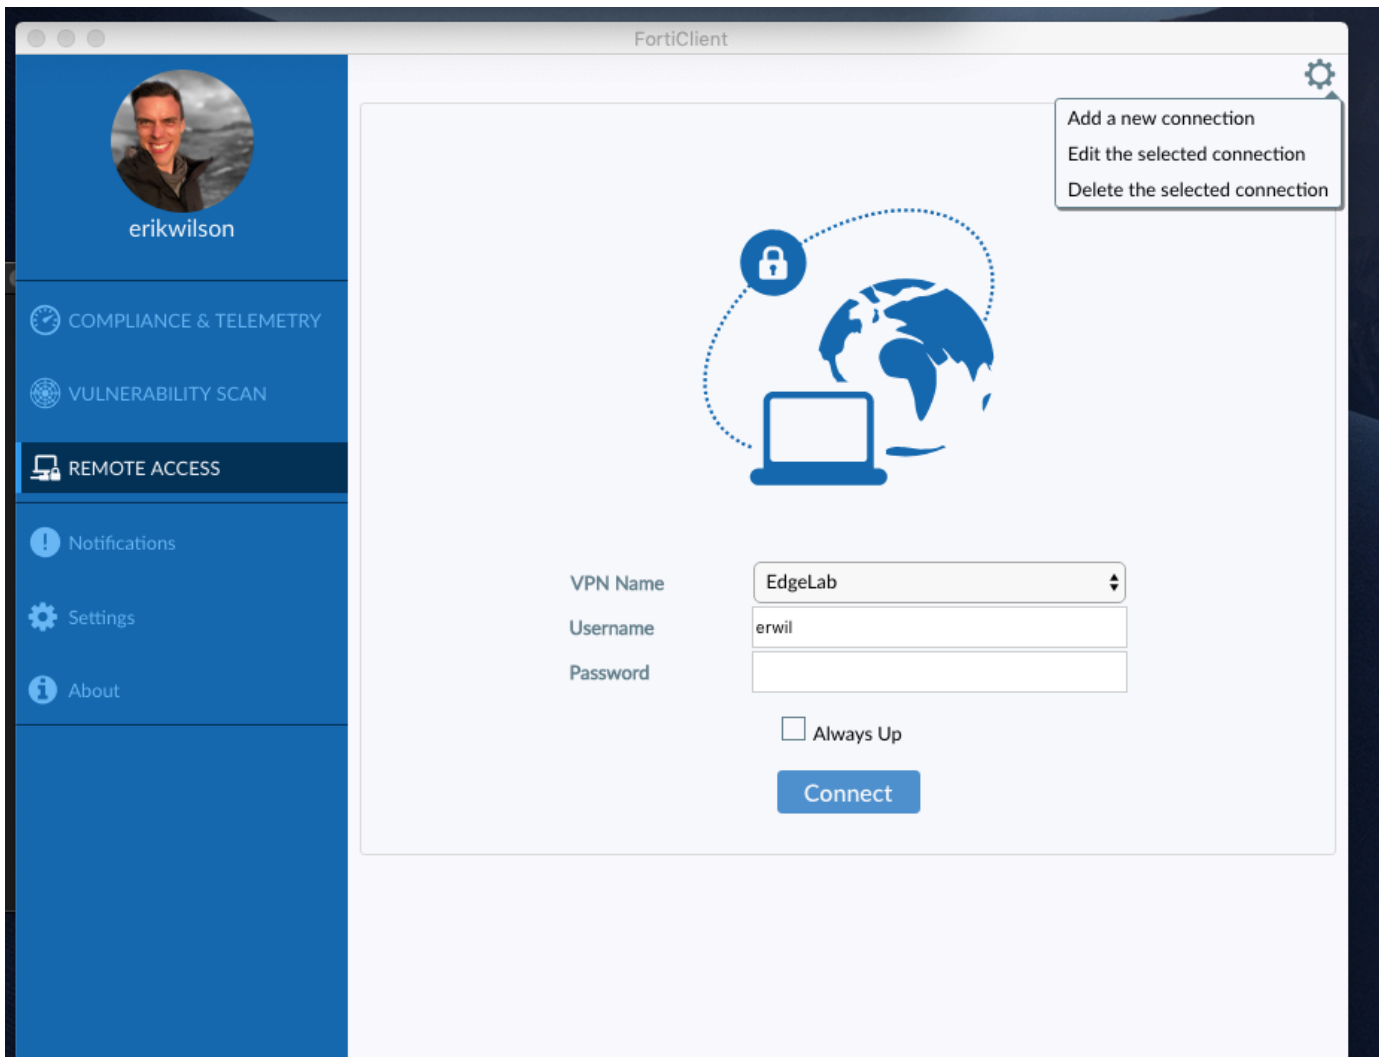 FortiClient
erikwilson
COMPLIANCE & TELEMETRY
VULNERABILITY SCAN
REMOTE ACCESS
Notifications
Settings
About
Add a new connection
Edit the selected connection
Delete the selected connection
VPN Name
EdgeLab
Username
erwil
Password
Always Up
Connect